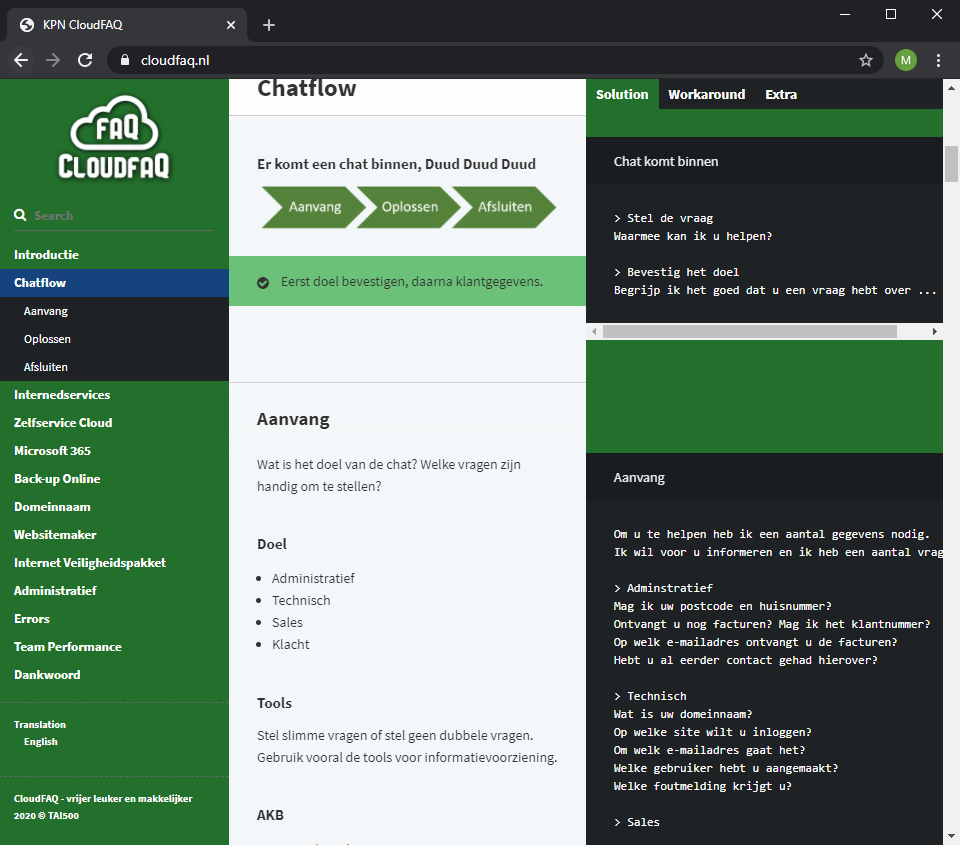 KPN CloudFAQ
cloudfaq.nl
M
FAQ
CLOUDFAQ
Search
Introductie
Chatflow
Aanvang
Oplossen
Afsluiten
Internedservices
Zelfservice Cloud
Microsoft 365
Back-up Online
Domeinnaam
Websitemaker
Internet Veiligheidspakket
Administratief
Errors
Team Performance
Dankwoord
Translation
English
CloudFAQ - vrijer leuker en makkelijker
2020 © TAI500
Chatflow
Er komt een chat binnen, Duud Duud Duud
Aanvang Oplossen Afsluiten
Eerst doel bevestigen, daarna klantgegevens.
Aanvang
Wat is het doel van de chat? Welke vragen zijn
handig om te stellen?
Doel
Administratief
Technisch
Sales
Klacht
Tools
Stel slimme vragen of stel geen dubbele vragen.
Gebruik vooral de tools voor informatievoorziening.
AKB
Solution Workaround Extra
Chat komt binnen
> Stel de vraag
Waarmee kan ik u helpen?
> Bevestig het doel
Begrijp ik het goed dat u een vraag hebt over ...
Aanvang
Om u te helpen heb ik een aantal gegevens nodig.
Ik wil voor u informeren en ik heb een aantal vrag
> Adminstratief
Mag ik uw postcode en huisnummer?
Ontvangt u nog facturen? Mag ik het klantnummer?
Op welk e-mailadres ontvangt u de facturen?
Hebt u al eerder contact gehad hierover?
> Technisch
Wat is uw domeinnaam?
Op welke site wilt u inloggen?
Om welk e-mailadres gaat het?
Welke gebruiker hebt u aangemaakt?
Welke foutmelding krijgt u?
> Sales